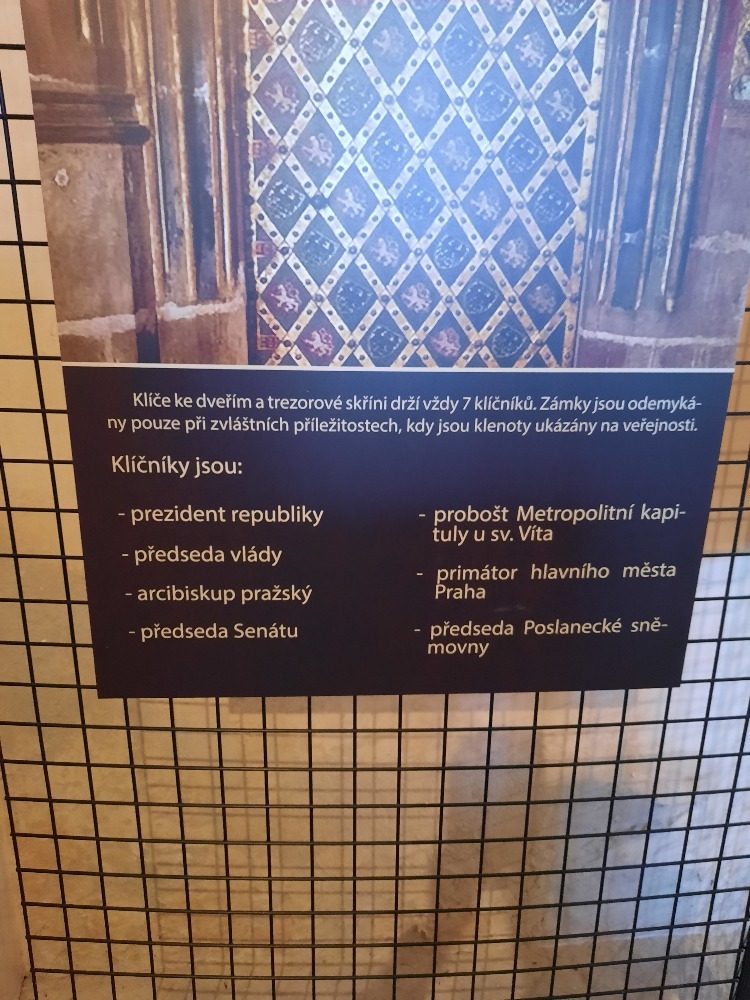 Klíče ke dveřím a trezorové skříni drží vždy 7 klíčníků. Zámky jsou odemyká-
ny pouze při zvláštních příležitostech, kdy jsou klenoty ukázány na veřejnosti.
Klíčníky jsou:
- prezident republiky
- předseda vlády
- arcibiskup pražský
- předseda Senátu
- probošt Metropolitní kapi-
tuly u sv. Víta
- primátor hlavního města
Praha
- předseda Poslanecké sně-
movny